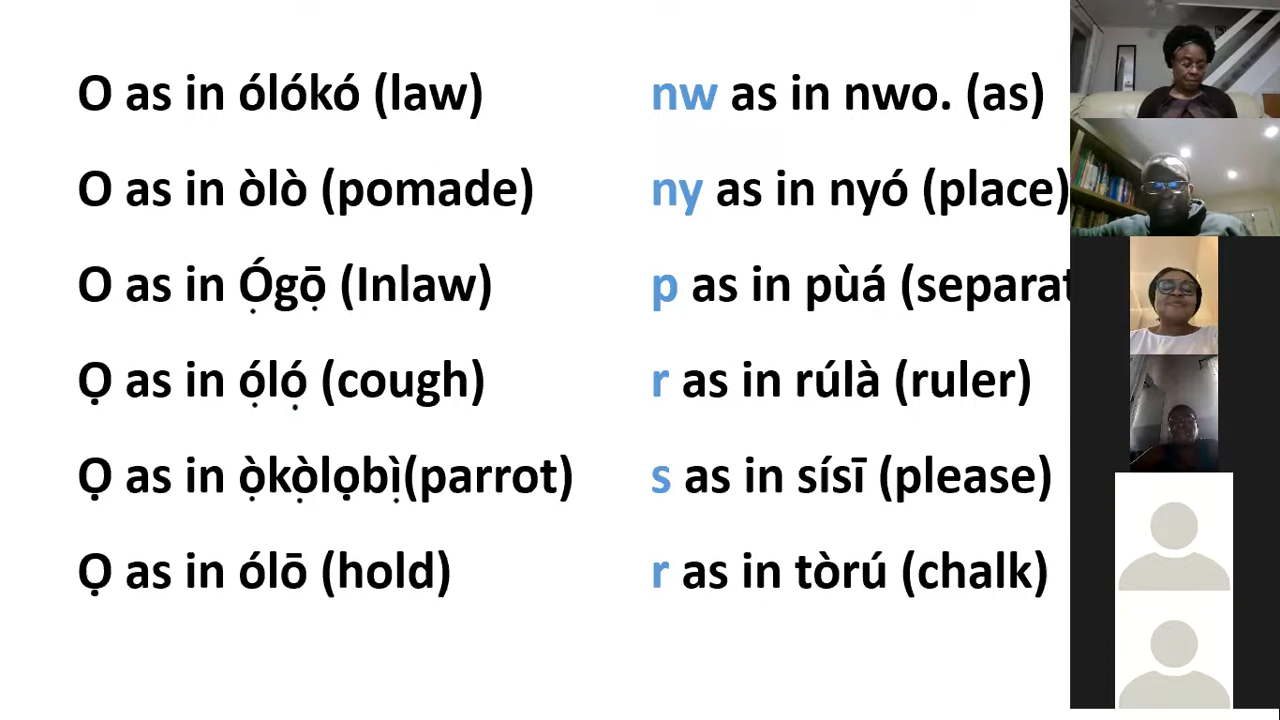 O as in ólókó (law)
O as in òlò (pomade)
O as in Ọ́gọ̄ (Inlaw)
Ọ as in ọ́lọ́ (cough)
Ọ as in ọ̀kọ̀lọbị̀(parrot)
Ọ as in ólō (hold)
nw as in nwo. (as)
ny as in nyó (place)
p as in pùá (separat
r as in rúlà (ruler)
s as in sísī (please)
r as in tòrú (chalk)